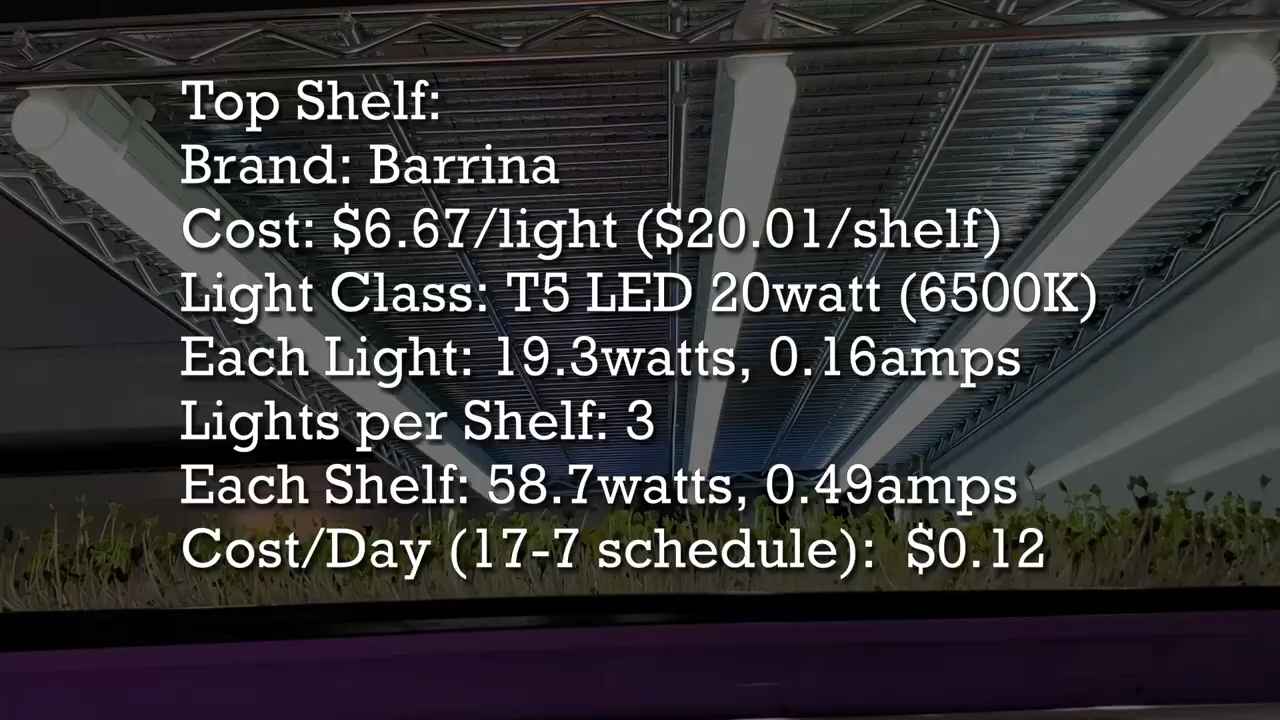 Top Shelf:
Brand: Barrina
Cost: $6.67/light ($20.01/shelf)
Light Class: T5 LED 20watt (6500K)
Each Light: 19.3watts, 0.16amps
Lights per Shelf: 3
Each Shelf: 58.7watts, 0.49amps
Cost/Day (17-7 schedule):  $0.12